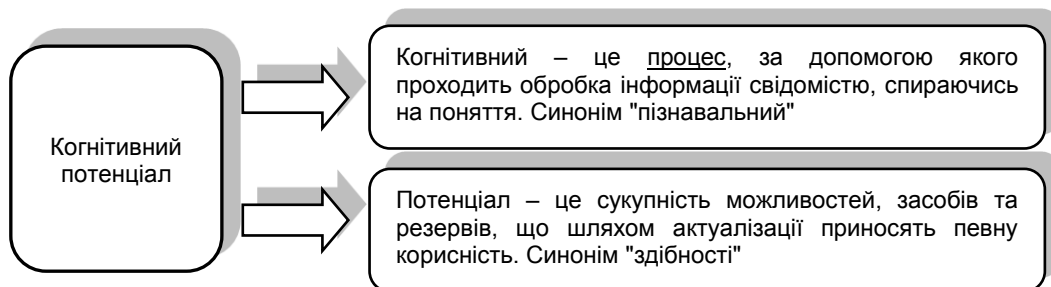 Когнітивний
потенціал
Когнітивний – це процес, за допомогою якого
проходить обробка інформації свідомістю, спираючись
на поняття. Синонім "пізнавальний"
Потенціал – це сукупність можливостей, засобів та
резервів, що шляхом актуалізації приносять певну
корисність. Синонім "здібності"